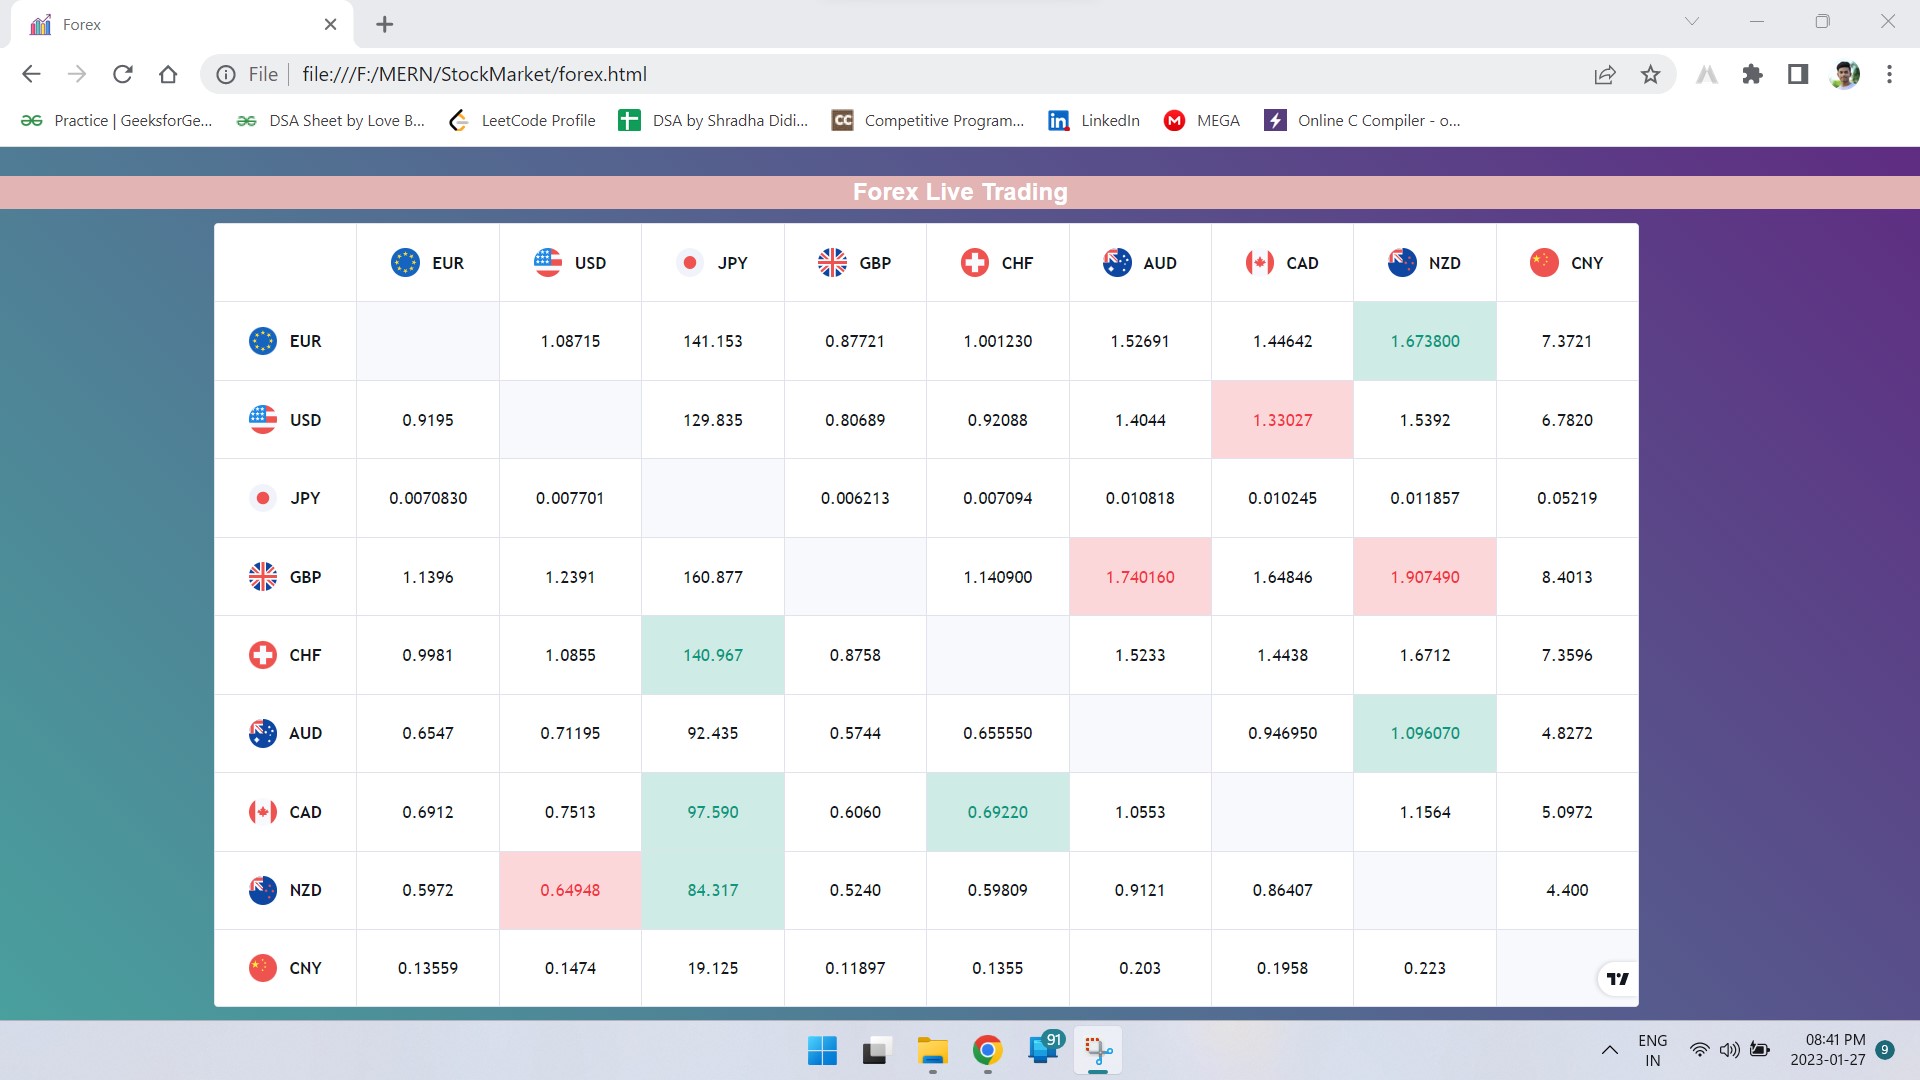 Forex
File
file:///F:/MERN/StockMarket/forex.html
Practice | GeeksforGe... DSA Sheet by Love B... LeetCode Profile DSA by Shradha Didi... CC Competitive Program... in LinkedIn M MEGA Online C Compiler - o...
Forex Live Trading
EUR USD JPY GBP CHF AUD CAD NZD CNY
EUR 1.08715 141.153 0.87721 1.001230 1.52691 1.44642 1.673800 7.3721
USD 0.9195 129.835 0.80689 0.92088 1.4044 1.33027 1.5392 6.7820
JPY 0.0070830 0.007701 0.006213 0.007094 0.010818 0.010245 0.011857 0.05219
GBP 1.1396 1.2391 160.877 1.140900 1.740160 1.64846 1.907490 8.4013
CHF 0.9981 1.0855 140.967 0.8758 1.5233 1.4438 1.6712 7.3596
AUD 0.6547 0.71195 92.435 0.5744 0.655550 0.946950 1.096070 4.8272
CAD 0.6912 0.7513 97.590 0.6060 0.69220 1.0553 1.1564 5.0972
NZD 0.5972 0.64948 84.317 0.5240 0.59809 0.9121 0.86407 4.400
CNY 0.13559 0.1474 19.125 0.11897 0.1355 0.203 0.1958 0.223
91
ENG
IN
08:41 PM
2023-01-27
9